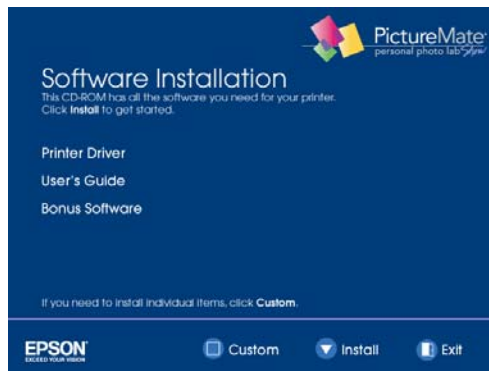 PictureMate
personal photo lab Show
Software Installation
This CD-ROM has all the software you need for your printer.
Click Install to get started.
Printer Driver
User's Guide
Bonus Software
If you need to install individual items, click Custom.
EPSON
EXCEED YOUR VISION
Custom
Install
Exit